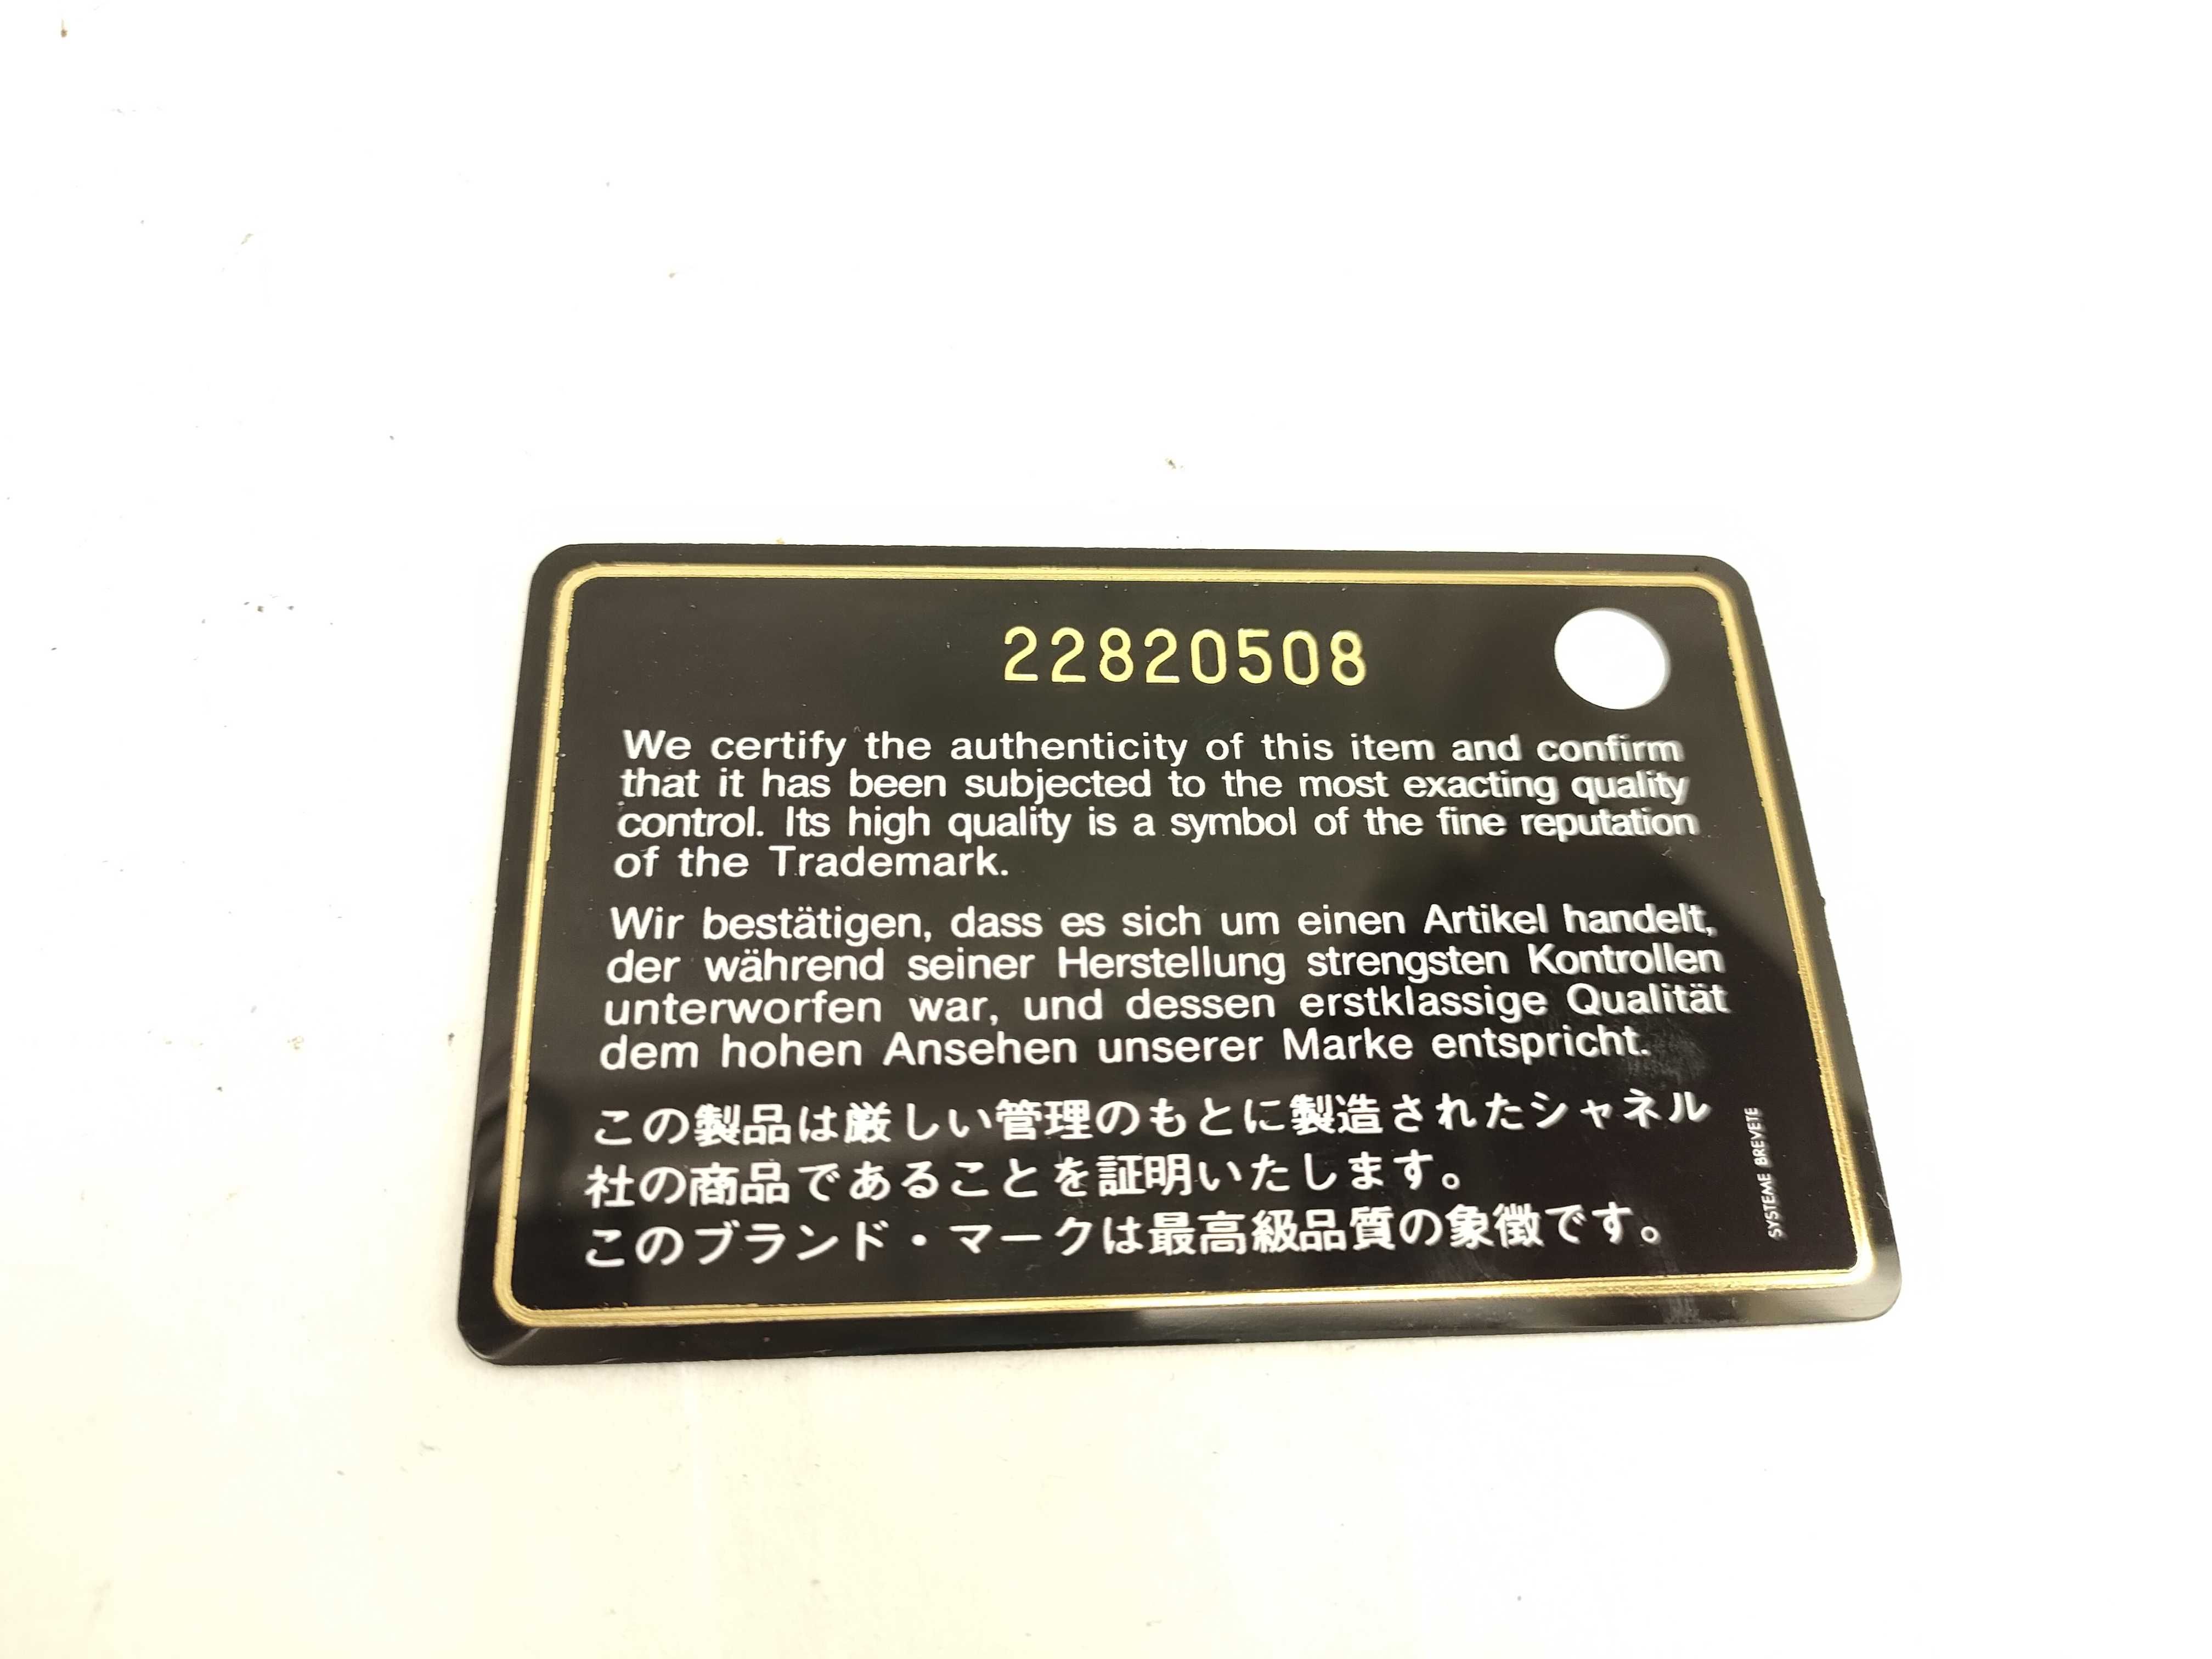 22820508
We certify the authenticity of this item and confirm
that it has been subjected to the most exacting quality
control. Its high quality is a symbol of the fine reputation
of the Trademark.
Wir bestätigen, dass es sich um einen Artikel handelt,
der während seiner Herstellung strengsten Kontrollen
unterworfen war, und dessen erstklassige Qualität
dem hohen Ansehen unserer Marke entspricht.
この製品は厳しい管理のもとに製造されたシャネル
社の商品であることを証明いたします。
このブランド・マークは最高級品質の象徴です。
SYSTEME BREVETE